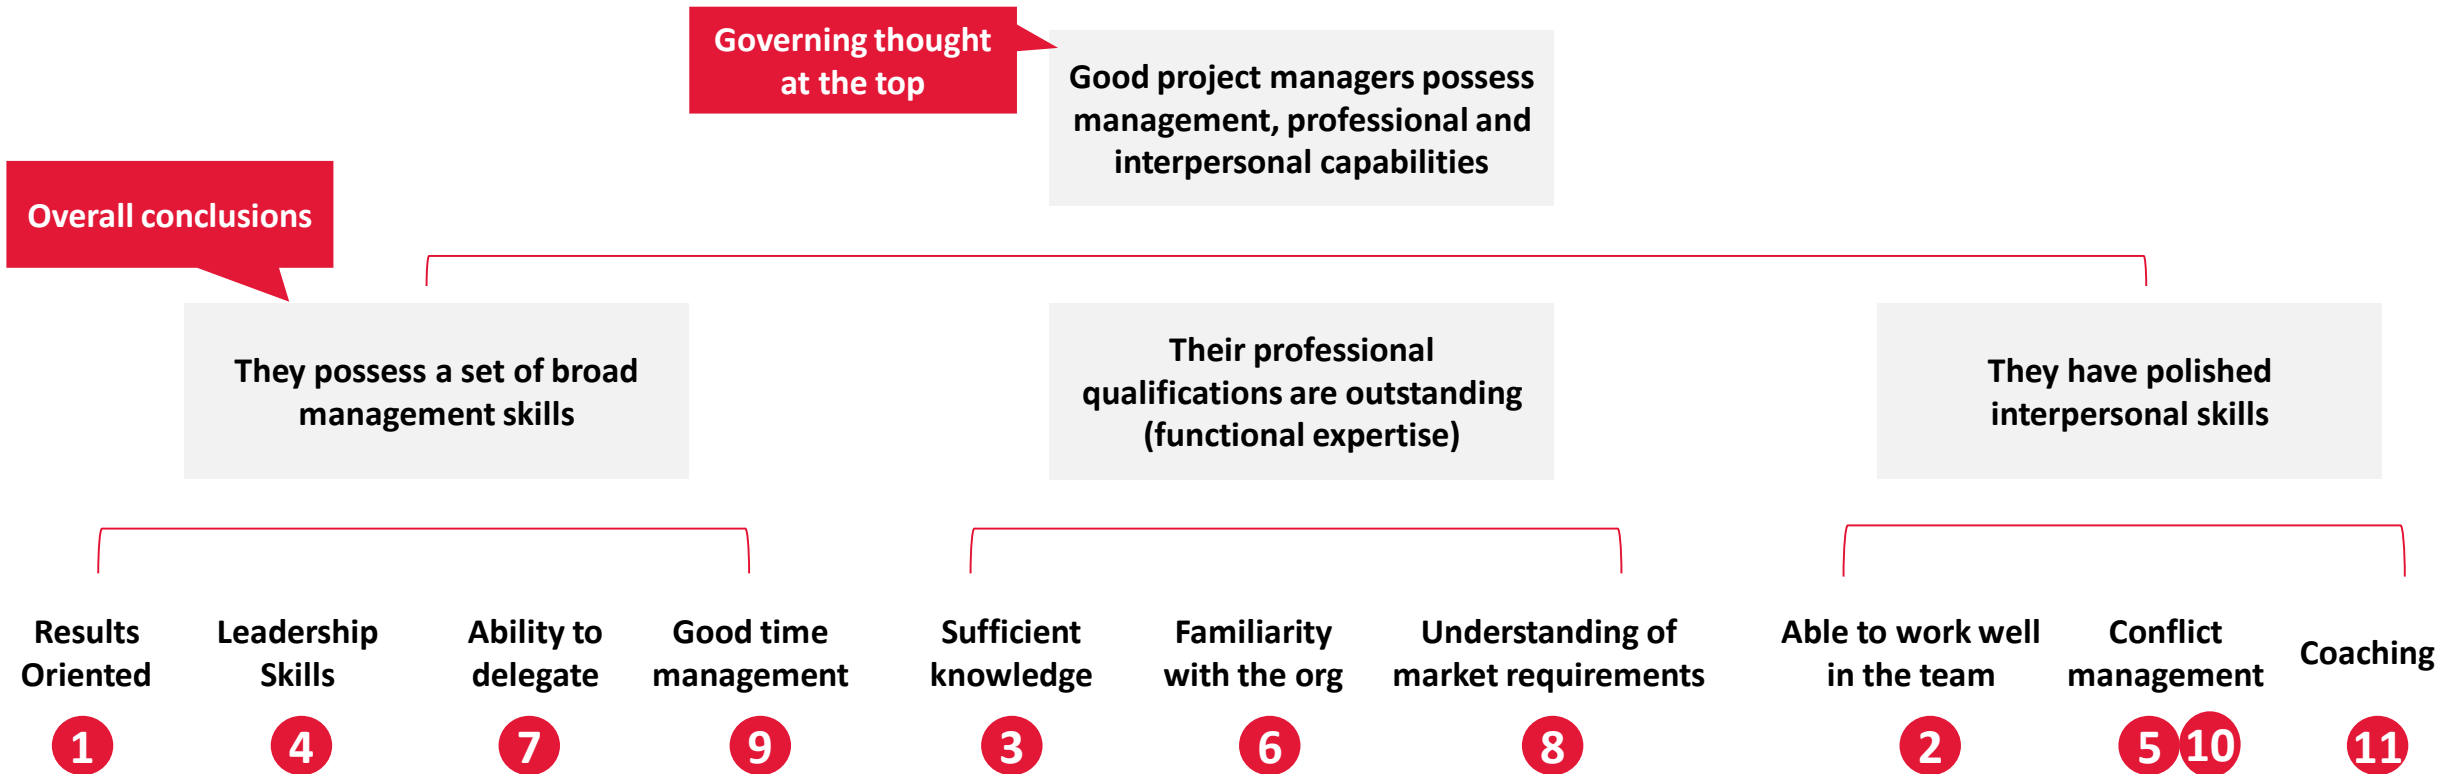 Governing thought
at the top
Good project managers possess
management, professional and
interpersonal capabilities
Overall conclusions
They possess a set of broad
management skills
Their professional
qualifications are outstanding
(functional expertise)
They have polished
interpersonal skills
Results
Oriented
1
Leadership
Skills
4
Ability to
delegate
7
Good time
management
9
Sufficient
knowledge
3
Familiarity
with the org
6
Understanding of
market requirements
8
Able to work well
in the team
2
Conflict
management
5 10
Coaching
11